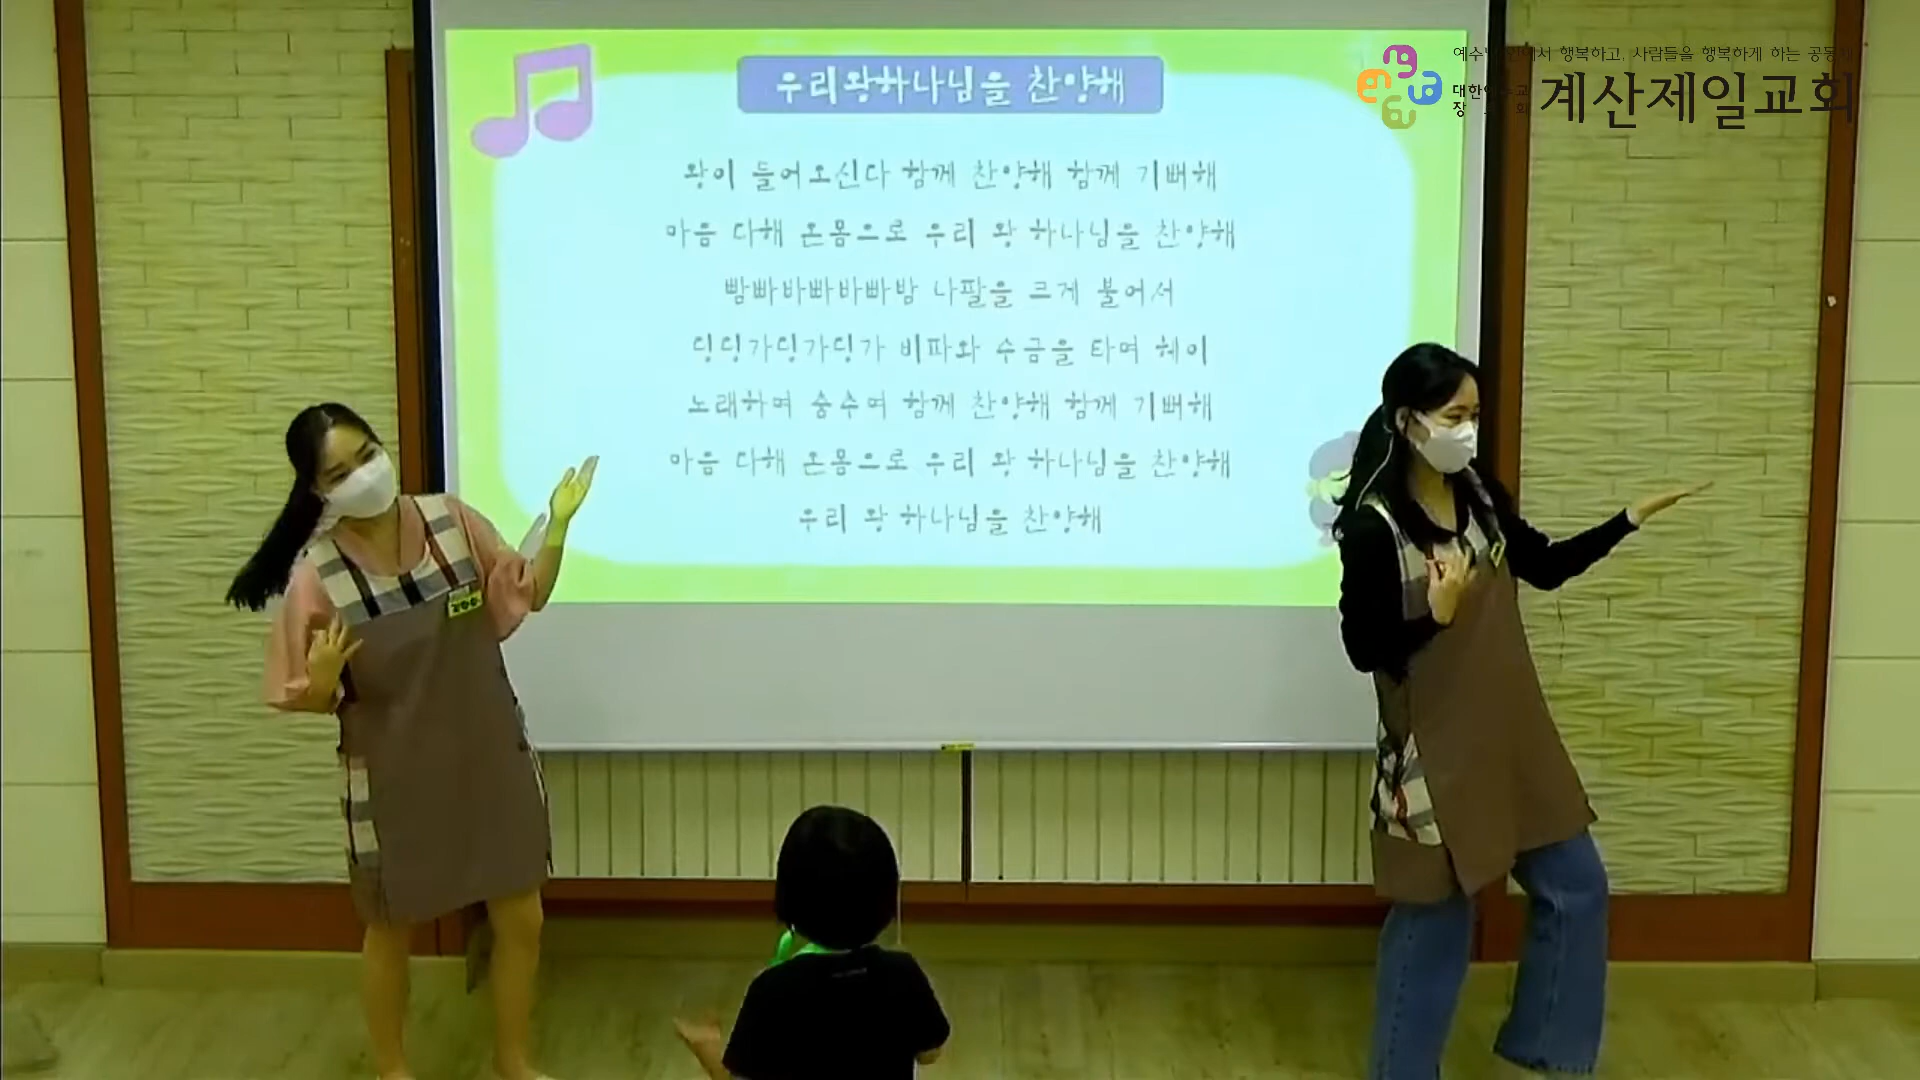 우리왕하나님을 찬양해
왕이 들어오신다 함께 찬양해 함께 기뻐해
마음 다해 온몸으로 우리 왕 하나님을 찬양해
빰빠바빠바빠밤 나팔을 크게 불어서
딩딩가딩가딩가 비파와 수금을 타며 헤이
노래하며 춤추며 함께 찬양해 함께 기뻐해
마음 다해 온몸으로 우리 왕 하나님을 찬양해
우리 왕 하나님을 찬양해
행복하고, 사람들을 행복하게 하는
계산제일교회